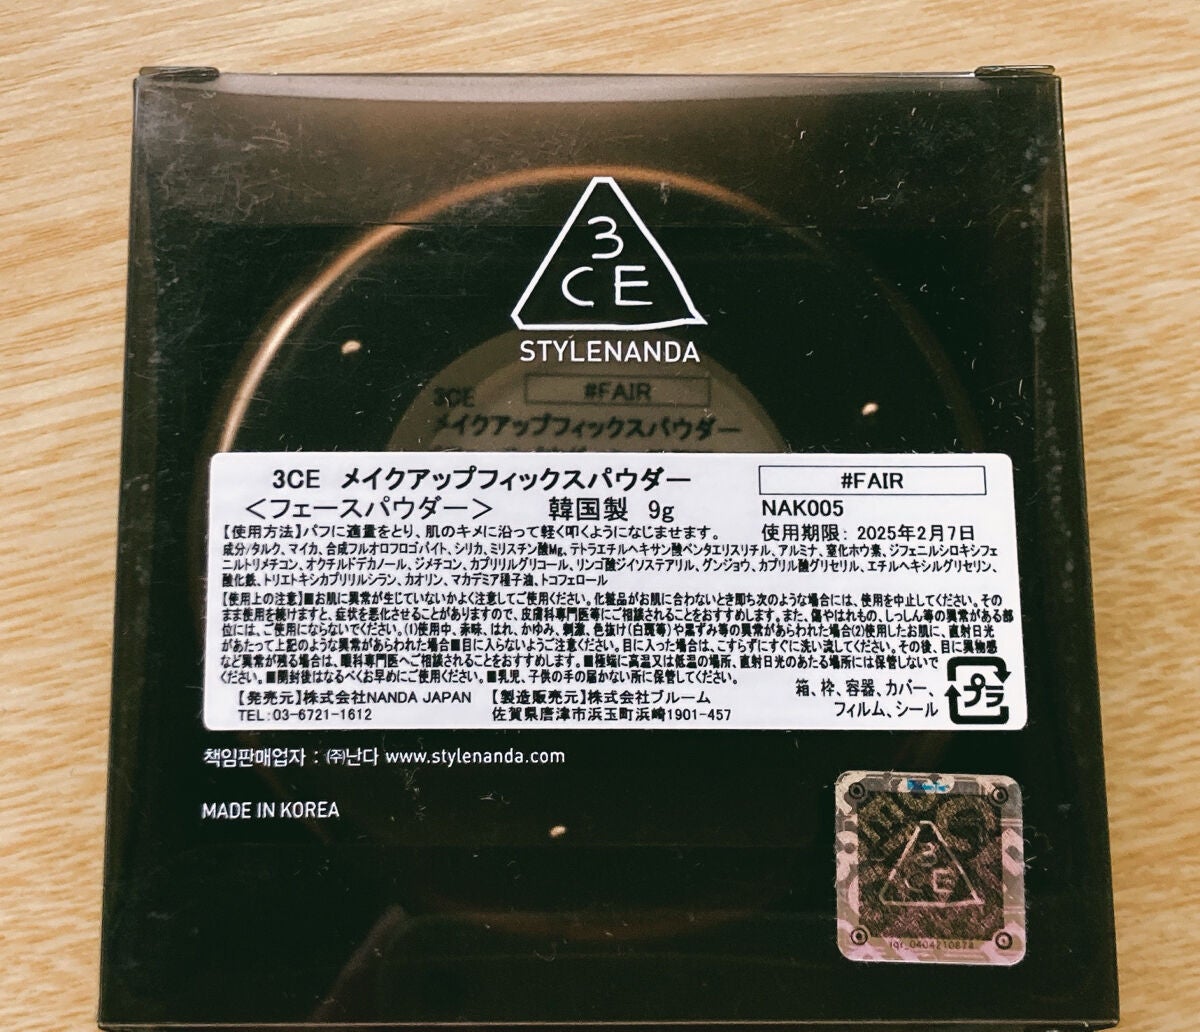 3
CE
STYLENANDA
3CE #FAIR
メイクアップフィックスパウダー
3CE メイクアップフィックスパウダー #FAIR
＜フェースパウダー＞ 韓国製 9g NAK005
【使用方法】パフに適量をとり、肌のキメに沿って軽く叩くようになじませます。 使用期限: 2025年2月7日
成分/タルク、マイカ、合成フルオロフロゴパイト、シリカ、ミリスチン酸Mg、テトラエチルヘキサン酸ペンタエリスリチル、アルミナ、窒化ホウ素、ジフェニルシロキシフェ
ニルトリメチコン、オクチルドデカノール、ジメチコン、カプリリルグリコール、リンゴ酸ジイソステアリル、グンジョウ、カプリル酸グリセリル、エチルヘキシルグリセリン、
酸化鉄、トリエトキシカプリリルシラン、カオリン、マカデミア種子油、トコフェロール
【使用上の注意】■お肌に異常が生じていないかよく注意してご使用ください。化粧品がお肌に合わないとき即ち次のような場合には、使用を中止してください。その
まま使用を続けますと、症状を悪化させることがありますので、皮膚科専門医等にご相談されることをおすすめします。また、傷やはれもの、しっしん等の異常がある部
位には、ご使用にならないでください。(1)使用中、赤味、はれ、かゆみ、刺激、色抜け(白斑等)や黒ずみ等の異常があらわれた場合(2)使用したお肌に、直射日光
があたって上記のような異常があらわれた場合■目に入らないようご注意ください。目に入った場合は、こすらずにすぐに洗い流してください。その後、目に異物感
など異常が残る場合は、眼科専門医へご相談されることをおすすめします。■極端に高温又は低温の場所、直射日光のあたる場所には保管しないで
ください。■開封後はなるべくお早めにご使用ください。■乳児、子供の手の届かない所に保管してください。
プラ
箱、枠、容器、カバー、
フィルム、シール
【発売元】株式会社NANDA JAPAN 【製造販売元】株式会社ブルーム
TEL:03-6721-1612 佐賀県唐津市浜玉町浜崎1901-457
책임판매업자 : ㈜난다 www.stylenanda.com
MADE IN KOREA
3
CE